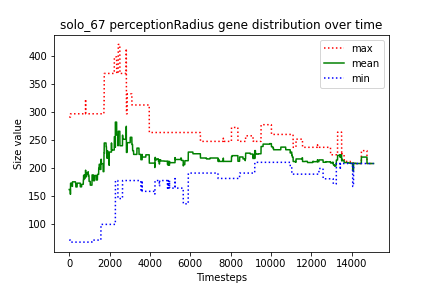 solo_67 perceptionRadius gene distribution over time
max
mean
min
Size value
400
350
300
250
200
150
100
0 2000 4000 6000 8000 10000 12000 14000
Timesteps